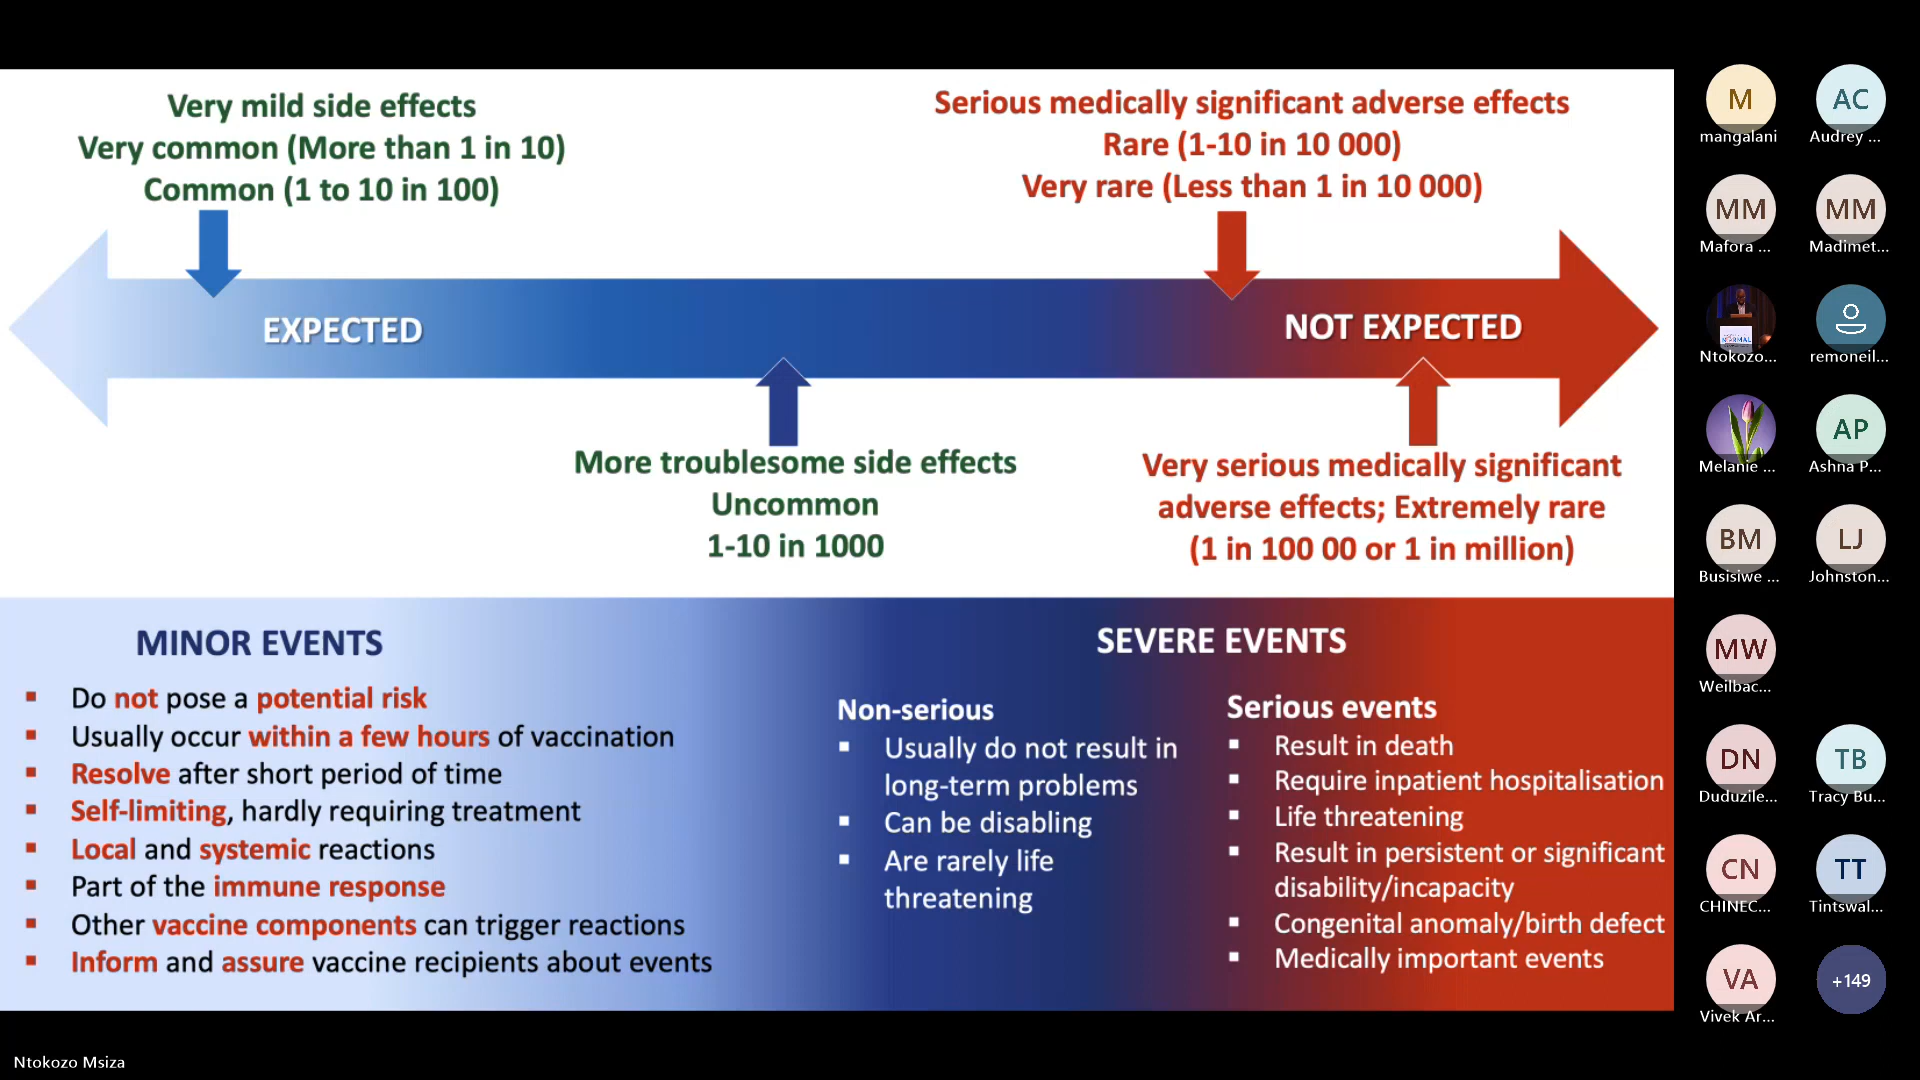 Very mild side effects
Very common (More than 1 in 10)
Common (1 to 10 in 100)
Serious medically significant adverse effects
Rare (1-10 in 10 000)
Very rare (Less than 1 in 10 000)
EXPECTED
NOT EXPECTED
More troublesome side effects
Uncommon
1-10 in 1000
Very serious medically significant
adverse effects; Extremely rare
(1 in 100 00 or 1 in million)
MINOR EVENTS
▪ Do not pose a potential risk
▪ Usually occur within a few hours of vaccination
▪ Resolve after short period of time
▪ Self-limiting, hardly requiring treatment
▪ Local and systemic reactions
▪ Part of the immune response
▪ Other vaccine components can trigger reactions
▪ Inform and assure vaccine recipients about events
SEVERE EVENTS
Non-serious
▪ Usually do not result in
long-term problems
▪ Can be disabling
▪ Are rarely life
threatening
Serious events
▪ Result in death
▪ Require inpatient hospitalisation
▪ Life threatening
▪ Result in persistent or significant
disability/incapacity
▪ Congenital anomaly/birth defect
▪ Medically important events
M
mangalani
AC
Audrey ...
MM
Mafora ...
MM
Madimet...
NORMAL
Ntokozo...
remoneil...
Melanie ...
AP
Ashna P...
BM
Busisiwe ...
LJ
Johnston...
MW
Weilbac...
DN
Duduzile...
TB
Tracy Bu...
CN
CHINEC...
TT
Tintswal...
VA
Vivek Ar...
+149
Ntokozo Msiza